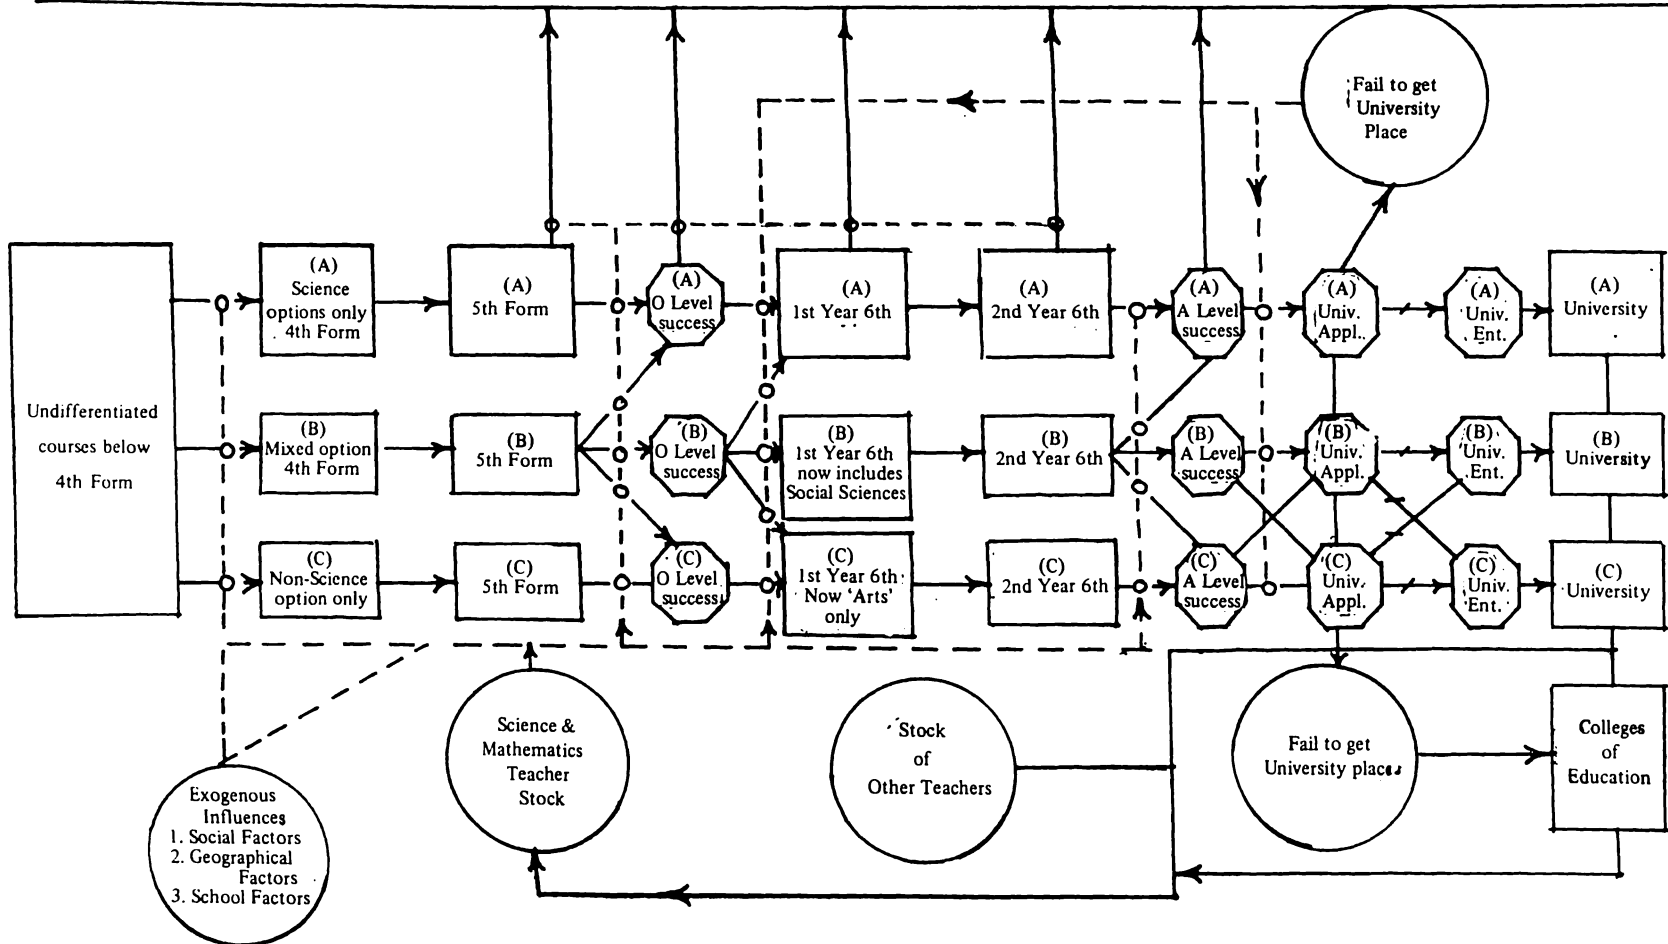 Fail to get
University
Place
Undifferentiated
courses below
4th Form
(A)
Science
options only
4th Form
(A)
5th Form
(A)
O Level
success
(A)
1st Year 6th
(A)
2nd Year 6th
(A)
A Level
success
(A)
Univ.
Appl.
(A)
Univ.
Ent.
(A)
University
(B)
Mixed option
4th Form
(B)
5th Form
(B)
O Level
success
(B)
1st Year 6th
now includes
Social Sciences
(B)
2nd Year 6th
(B)
A Level
success
(B)
Univ.
Appl.
(B)
Univ.
Ent.
(B)
University
(C)
Non-Science
option only
(C)
5th Form
(C)
O Level
success
(C)
1st Year 6th
Now ‘Arts’
only
(C)
2nd Year 6th
(C)
A Level
success
(C)
Univ.
Appl.
(C)
Univ.
Ent.
(C)
University
Exogenous
Influences
1. Social Factors
2. Geographical
Factors
3. School Factors
Science &
Mathematics
Teacher
Stock
Stock
of
Other Teachers
Fail to get
University places
Colleges
of
Education